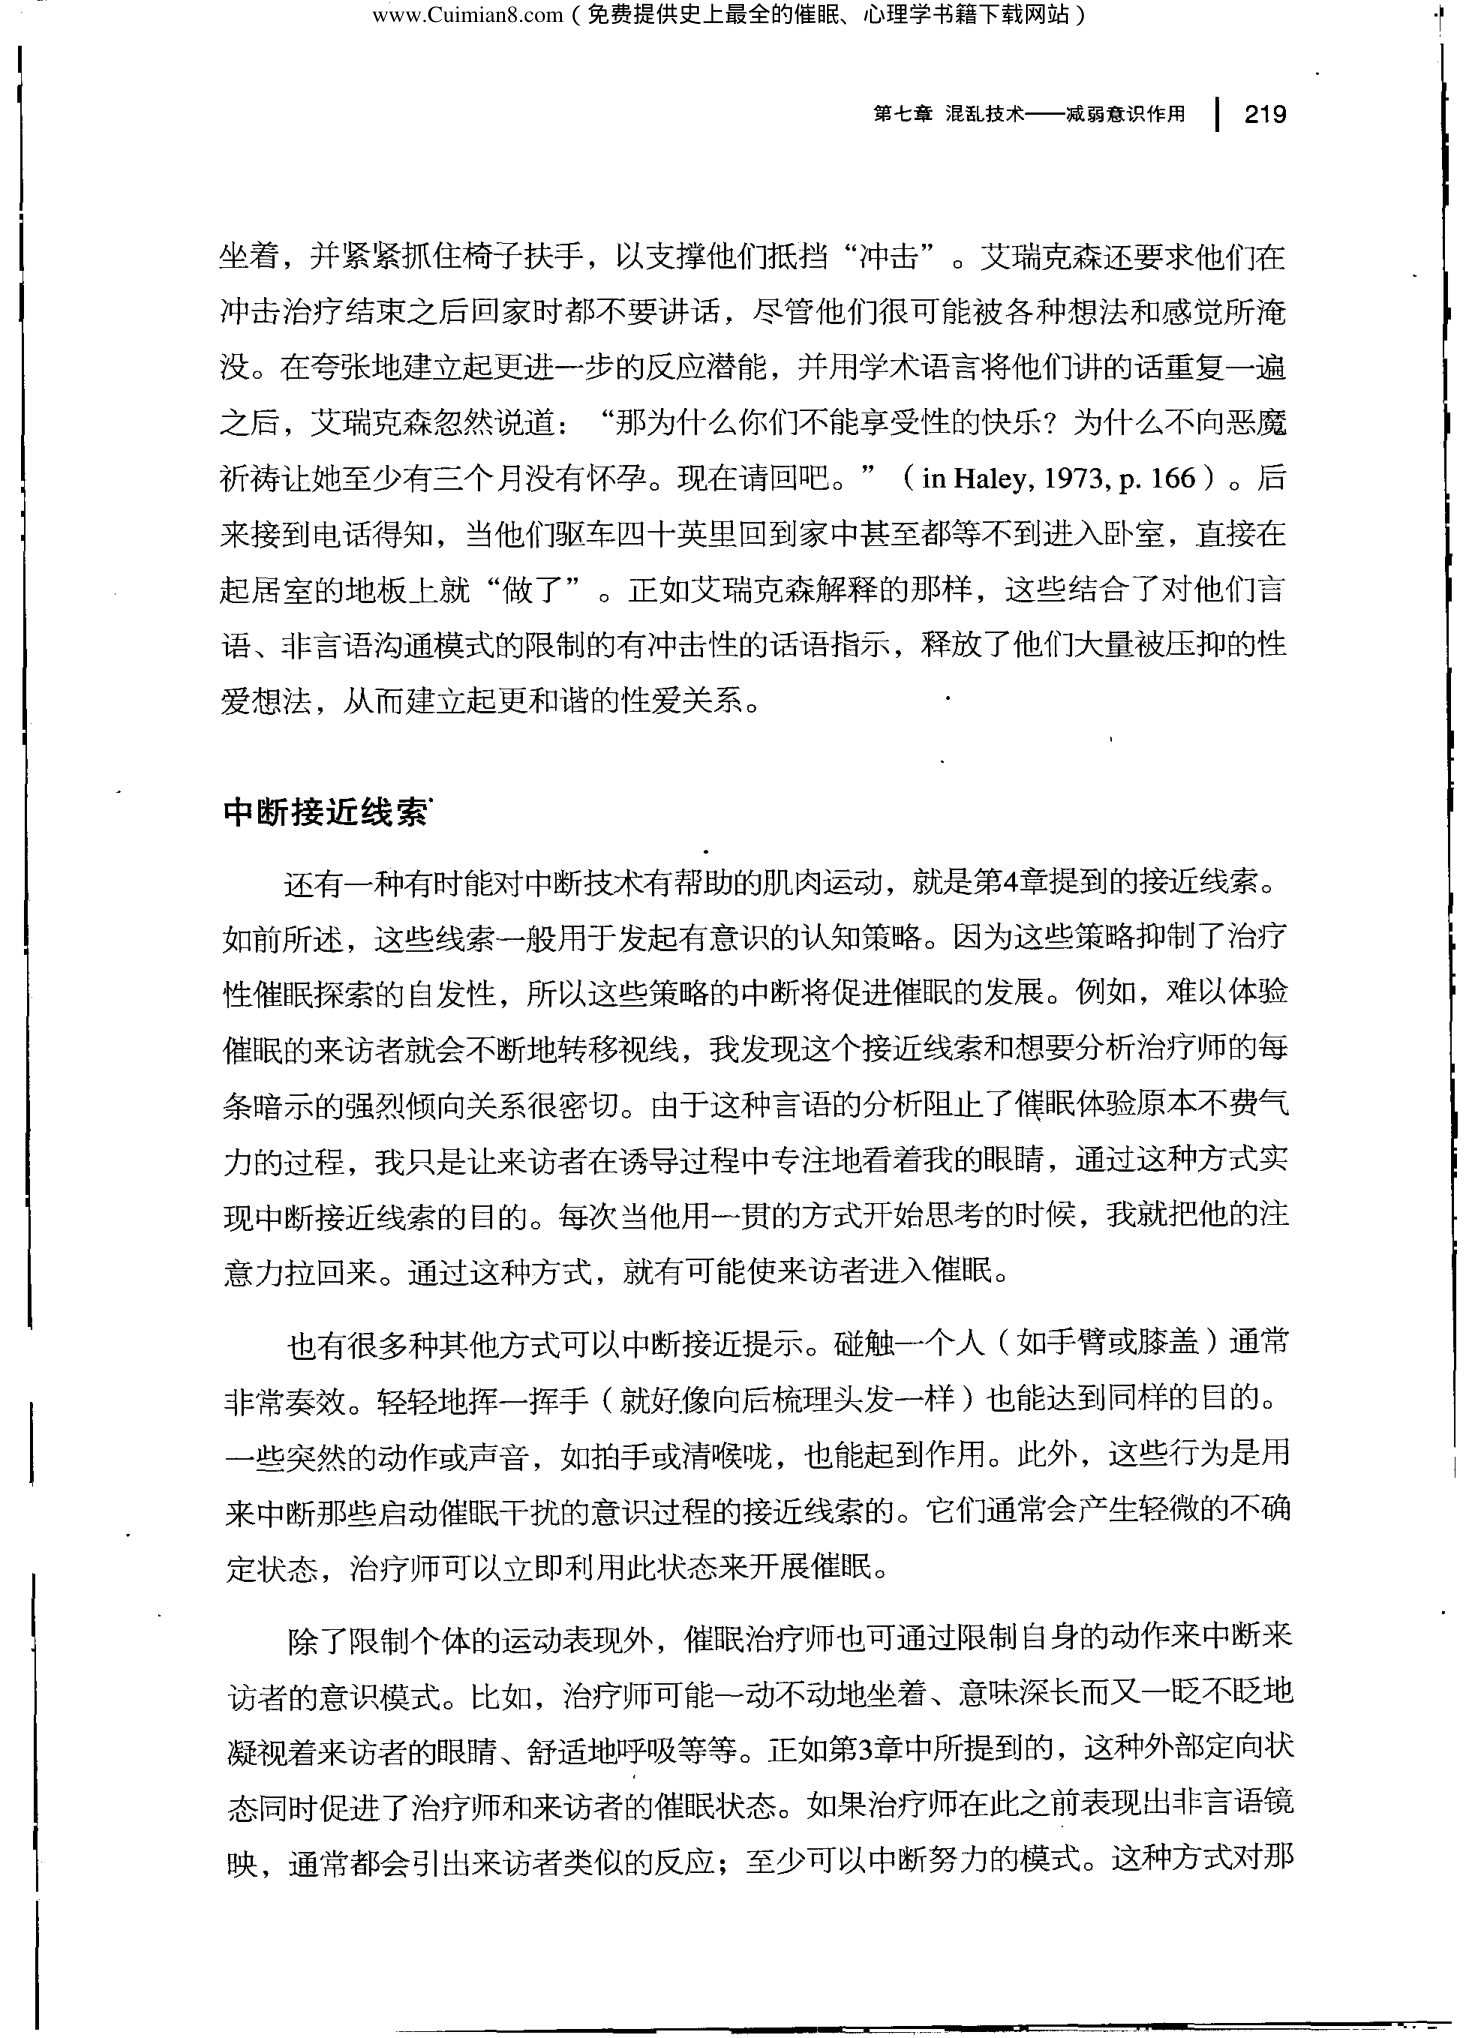 www.Cuimian8.com（免费提供史上最全的催眠、心理学书籍下载网站）
第七章 混乱技术——减弱意识作用 | 219
坐着，并紧紧抓住椅子扶手，以支撑他们抵挡“冲击”。艾瑞克森还要求他们在
冲击治疗结束之后回家时都不要讲话，尽管他们很可能被各种想法和感觉所淹
没。在夸张地建立起更进一步的反应潜能，并用学术语言将他们讲的话重复一遍
之后，艾瑞克森忽然说道：“那为什么你们不能享受性的快乐？为什么不向恶魔
祈祷让她至少有三个月没有怀孕。现在请回吧。”（in Haley, 1973, p. 166）。后
来接到电话得知，当他们驱车四十英里回到家中甚至都等不到进入卧室，直接在
起居室的地板上就“做了”。正如艾瑞克森解释的那样，这些结合了对他们言
语、非言语沟通模式的限制的有冲击性的话语指示，释放了他们大量被压抑的性
爱想法，从而建立起更和谐的性爱关系。
中断接近线索
还有一种有时能对中断技术有帮助的肌肉运动，就是第4章提到的接近线索。
如前所述，这些线索一般用于发起有意识的认知策略。因为这些策略抑制了治疗
性催眠探索的自发性，所以这些策略的中断将促进催眠的发展。例如，难以体验
催眠的来访者就会不断地转移视线，我发现这个接近线索和想要分析治疗师的每
条暗示的强烈倾向关系很密切。由于这种言语的分析阻止了催眠体验原本不费气
力的过程，我只是让来访者在诱导过程中专注地看着我的眼睛，通过这种方式实
现中断接近线索的目的。每次当他用一贯的方式开始思考的时候，我就把他的注
意力拉回来。通过这种方式，就有可能使来访者进入催眠。
也有很多种其他方式可以中断接近提示。碰触一个人（如手臂或膝盖）通常
非常奏效。轻轻地挥一挥手（就好像向后梳理头发一样）也能达到同样的目的。
一些突然的动作或声音，如拍手或清喉咙，也能起到作用。此外，这些行为是用
来中断那些启动催眠干扰的意识过程的接近线索的。它们通常会产生轻微的不确
定状态，治疗师可以立即利用此状态来开展催眠。
除了限制个体的运动表现外，催眠治疗师也可通过限制自身的动作来中断来
访者的意识模式。比如，治疗师可能一动不动地坐着、意味深长而又一眨不眨地
凝视着来访者的眼睛、舒适地呼吸等等。正如第3章中所提到的，这种外部定向状
态同时促进了治疗师和来访者的催眠状态。如果治疗师在此之前表现出非言语镜
映，通常都会引出来访者类似的反应；至少可以中断努力的模式。这种方式对那